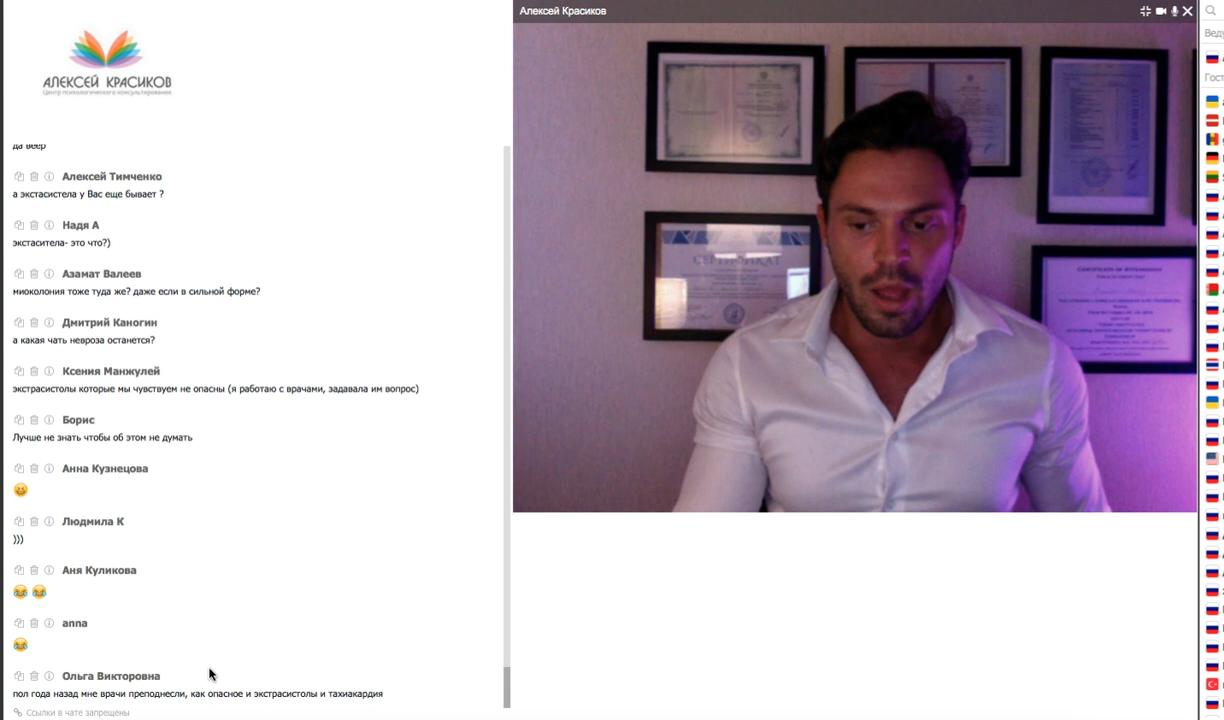 АЛЕКСЕЙ КРАСИКОВ
Центр психологического консультирования
да веер
Алексей Тимченко
а экстасистела у Вас еще бывает ?
Надя А
экстаситела- это что?)
Азамат Валеев
миоколония тоже туда же? даже если в сильной форме?
Дмитрий Каногин
а какая чать невроза останется?
Ксения Манжулей
экстрасистолы которые мы чувствуем не опасны (я работаю с врачами, задавала им вопрос)
Борис
Лучше не знать чтобы об этом не думать
Анна Кузнецова
Людмила К
)))
Аня Куликова
anna
Ольга Викторовна
пол года назад мне врачи преподнесли, как опасное и экстрасистолы и тахиакардия
Ссылки в чате запрещены
Алексей Красиков
СЕРТИФИКАТ
Веду
Гост